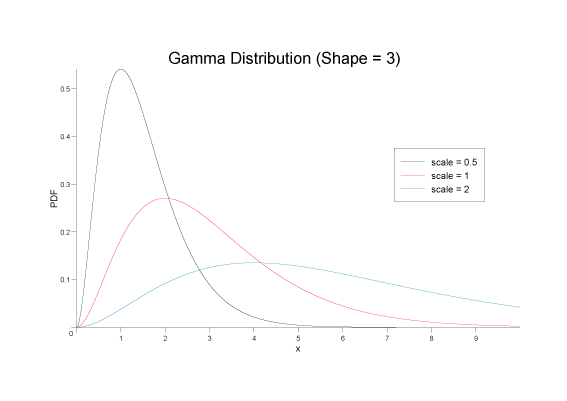 Gamma Distribution (Shape = 3)
PDF
0.5
0.4
0.3
0.2
0.1
0
1 2 3 4 5 6 7 8 9
x
scale = 0.5
scale = 1
scale = 2